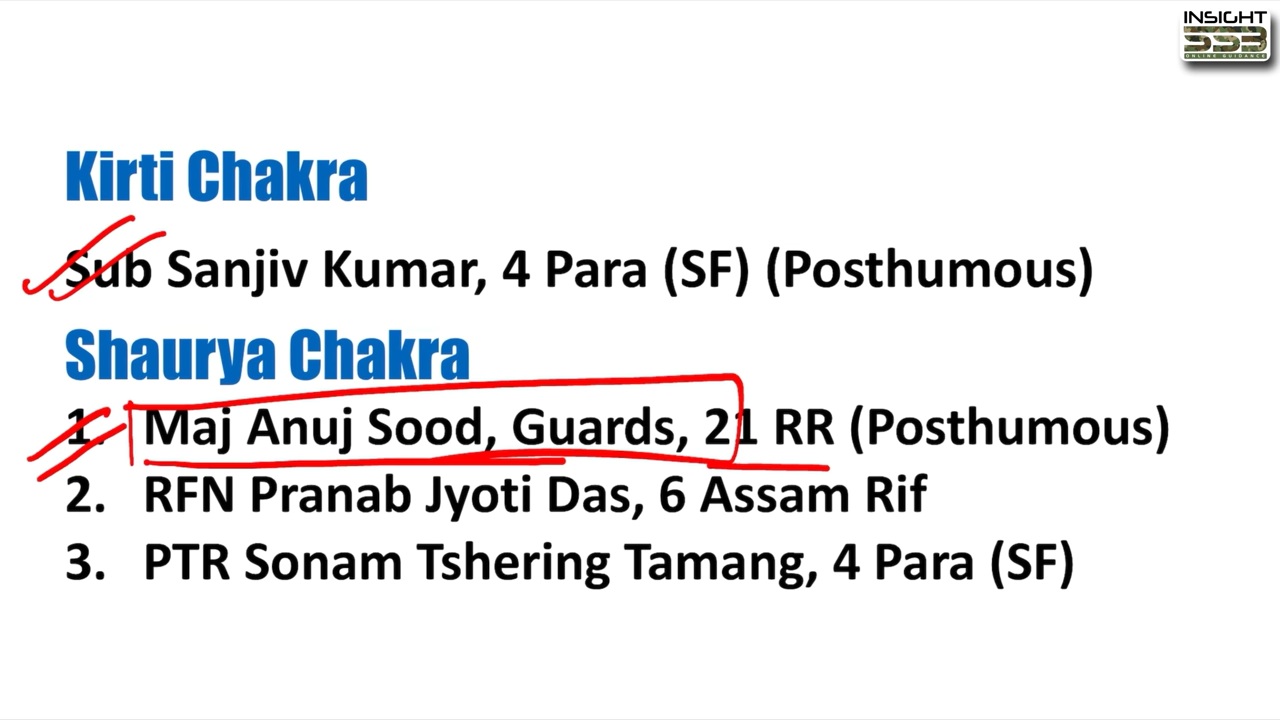 INSIGHT
SSB
ONLINE GUIDANCE
Kirti Chakra
Sub Sanjiv Kumar, 4 Para (SF) (Posthumous)
Shaurya Chakra
1. Maj Anuj Sood, Guards, 21 RR (Posthumous)
2. RFN Pranab Jyoti Das, 6 Assam Rif
3. PTR Sonam Tshering Tamang, 4 Para (SF)